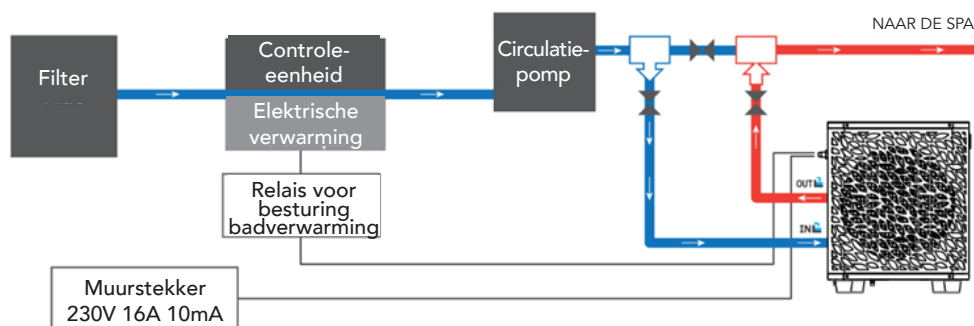 NAAR DE SPA
Filter
Controle-
eenheid
Elektrische
verwarming
Circulatie-
pomp
Relais voor
besturing
badverwarming
OUT
IN
Muurstekker
230V 16A 10mA